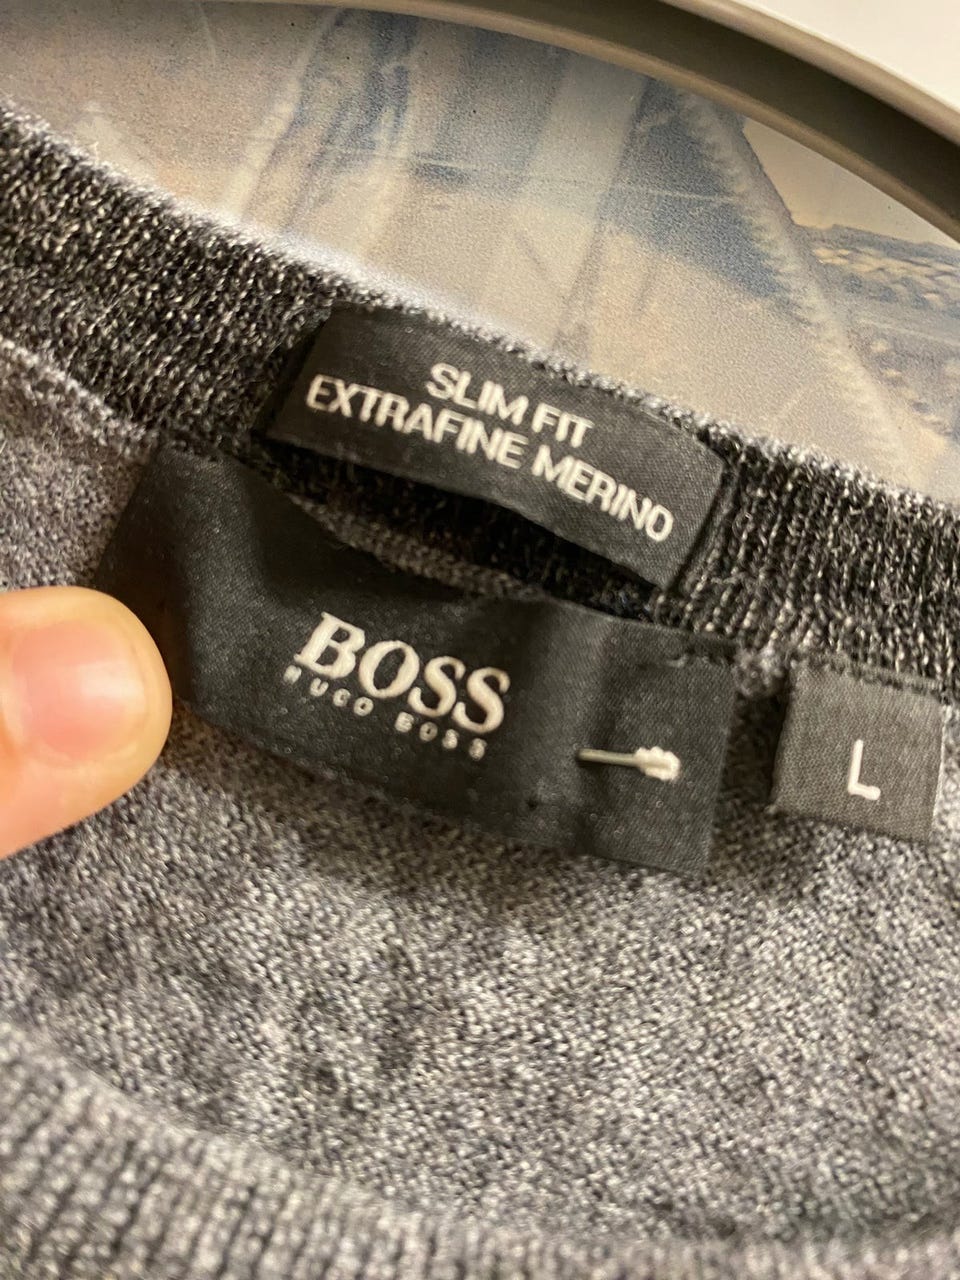 SLIM FIT
EXTRAFINE MERINO
BOSS
HUGO BOSS
L